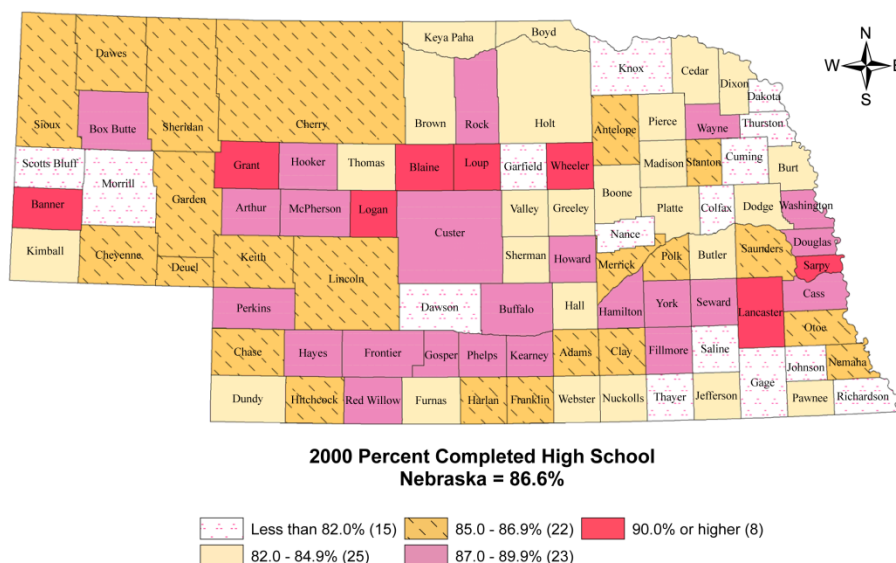 Keya Paha Boyd
Dawes
Knox
Cedar
Dixon
Dakota
N
W E
S
Sioux
Box Butte
Sheridan
Cherry
Brown
Rock
Holt
Antelope
Pierce
Wayne
Thurston
Scotts Bluff
Morrill
Garden
Grant
Hooker
Thomas
Blaine
Loup
Garfield
Wheeler
Madison
Stanton
Cuming
Burt
Banner
Arthur
McPherson
Logan
Custer
Valley
Greeley
Boone
Platte
Colfax
Dodge
Washington
Kimball
Cheyenne
Deuel
Keith
Lincoln
Sherman
Howard
Nance
Merrick
Polk
Butler
Saunders
Douglas
Sarpy
Perkins
Dawson
Buffalo
Hall
Hamilton
York
Seward
Lancaster
Cass
Otoe
Chase
Hayes
Frontier
Gosper
Phelps
Kearney
Adams
Clay
Fillmore
Saline
Gage
Johnson
Nemaha
Dundy
Hitchcock
Red Willow
Furnas
Harlan
Franklin
Webster
Nuckolls
Thayer
Jefferson
Pawnee
Richardson
2000 Percent Completed High School
Nebraska = 86.6%
Less than 82.0% (15) 85.0 - 86.9% (22) 90.0% or higher (8)
82.0 - 84.9% (25) 87.0 - 89.9% (23)